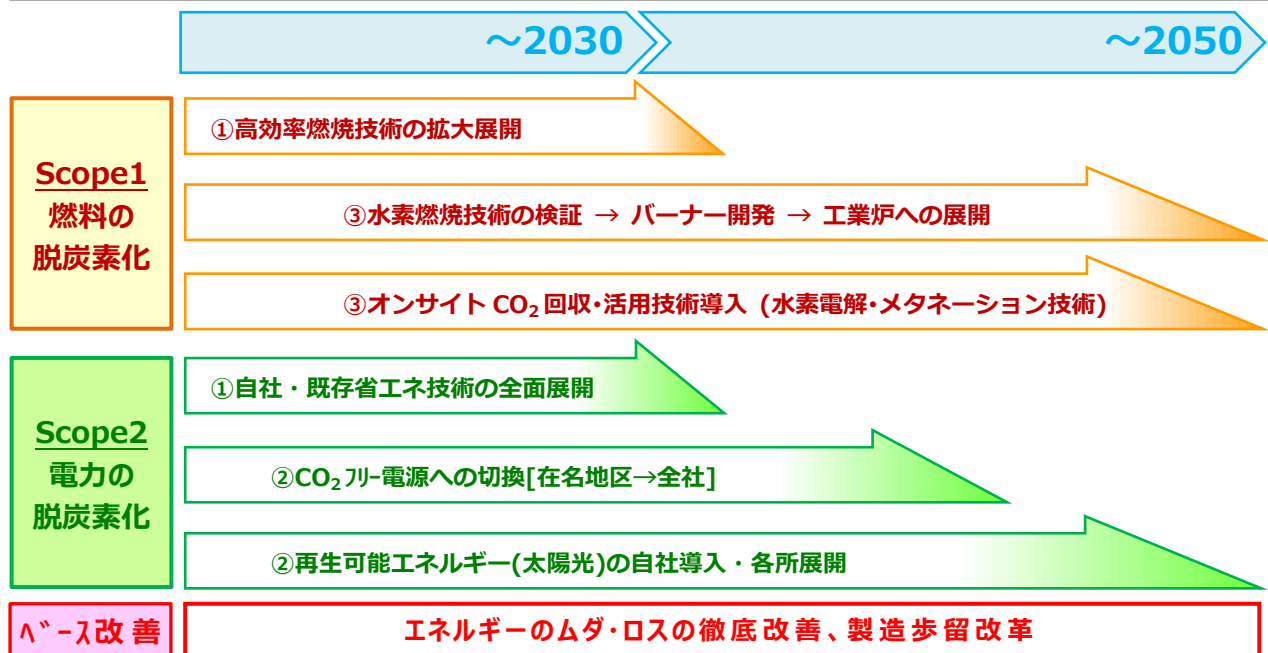 ～2030
～2050
Scope1
燃料の
脱炭素化
①高効率燃焼技術の拡大展開
③水素燃焼技術の検証 → バーナー開発 → 工業炉への展開
③オンサイト CO₂ 回収･活用技術導入 (水素電解･メタネーション技術)
Scope2
電力の
脱炭素化
①自社・既存省エネ技術の全面展開
②CO₂ ﾌﾘｰ電源への切換[在名地区→全社]
②再生可能エネルギー(太陽光)の自社導入・各所展開
ﾍﾞｰｽ改善
エネルギーのムダ･ロスの徹底改善、製造歩留改革